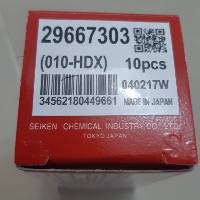 29667303
(010-HDX) 10pcs
040217W
34562180449661 MADE IN JAPAN
SEIKEN CHEMICAL INDUSTRY CO., LTD.
TOKYO JAPAN